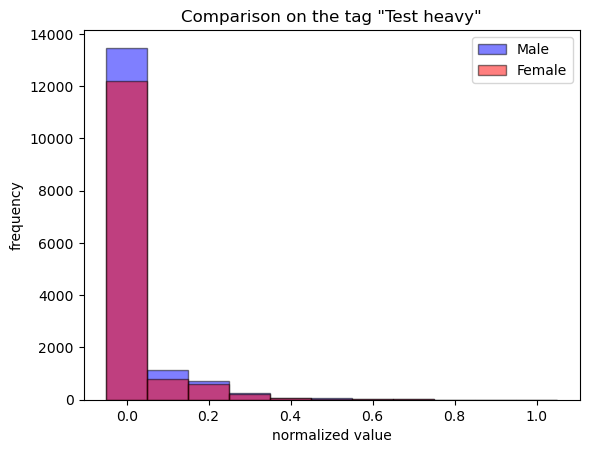 Comparison on the tag "Test heavy"
Male
Female
frequency
14000
12000
10000
8000
6000
4000
2000
0
0.0 0.2 0.4 0.6 0.8 1.0
normalized value